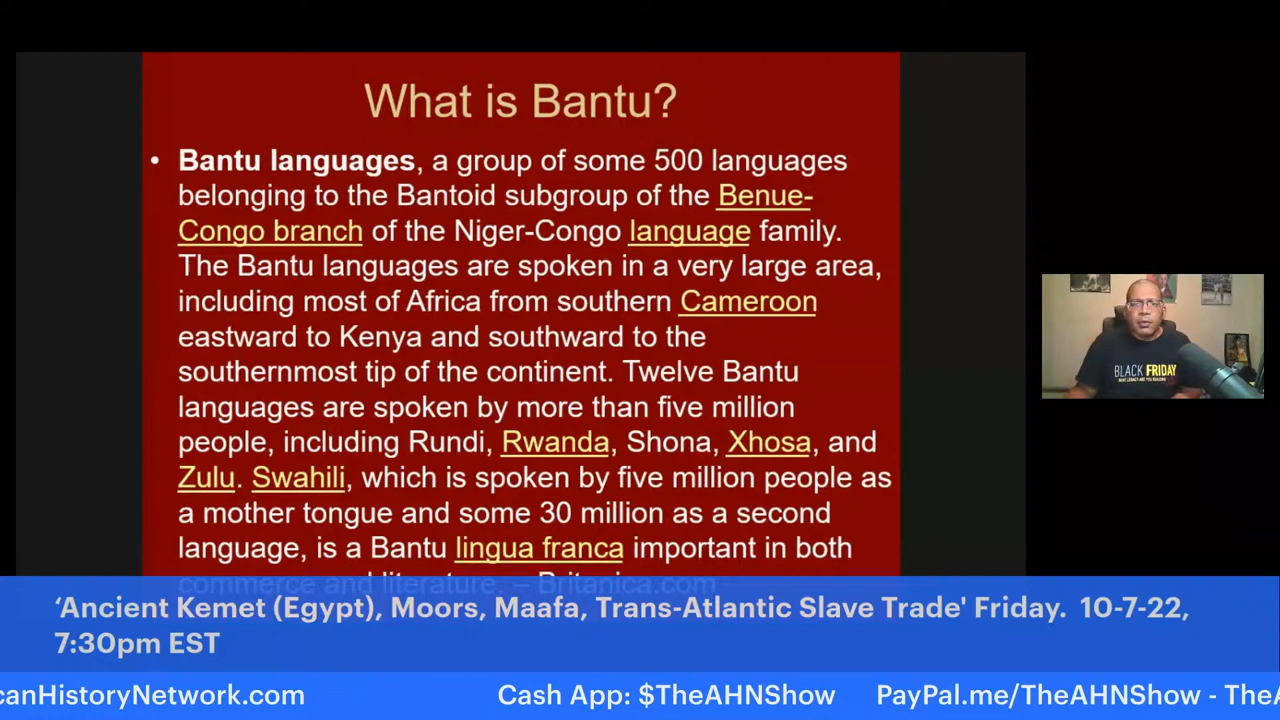 What is Bantu?
• Bantu languages, a group of some 500 languages
belonging to the Bantoid subgroup of the Benue-
Congo branch of the Niger-Congo language family.
The Bantu languages are spoken in a very large area,
including most of Africa from southern Cameroon
eastward to Kenya and southward to the
southernmost tip of the continent. Twelve Bantu
languages are spoken by more than five million
people, including Rundi, Rwanda, Shona, Xhosa, and
Zulu. Swahili, which is spoken by five million people as
a mother tongue and some 30 million as a second
language, is a Bantu lingua franca important in both
commerce and literature. – Britanica.com
BLACK FRIDAY
‘Ancient Kemet (Egypt), Moors, Maafa, Trans-Atlantic Slave Trade' Friday. 10-7-22,
7:30pm EST
canHistoryNetwork.com Cash App: $TheAHNShow PayPal.me/TheAHNShow - TheA